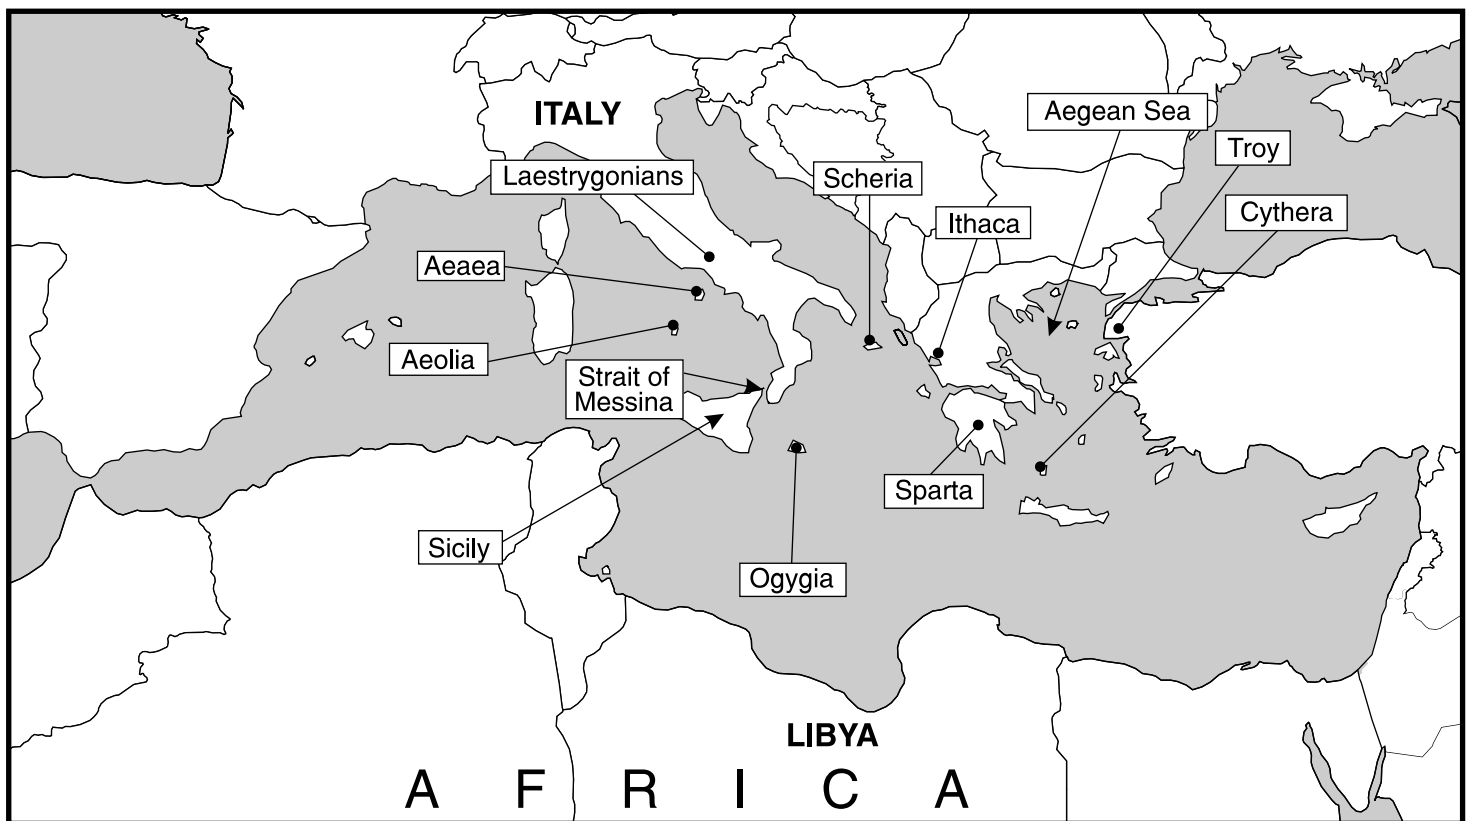 ITALY
Aegean Sea
Troy
Laestrygonians
Scheria
Cythera
Ithaca
Aeaea
Aeolia
Strait of
Messina
Sparta
Sicily
Ogygia
LIBYA
A F R I C A